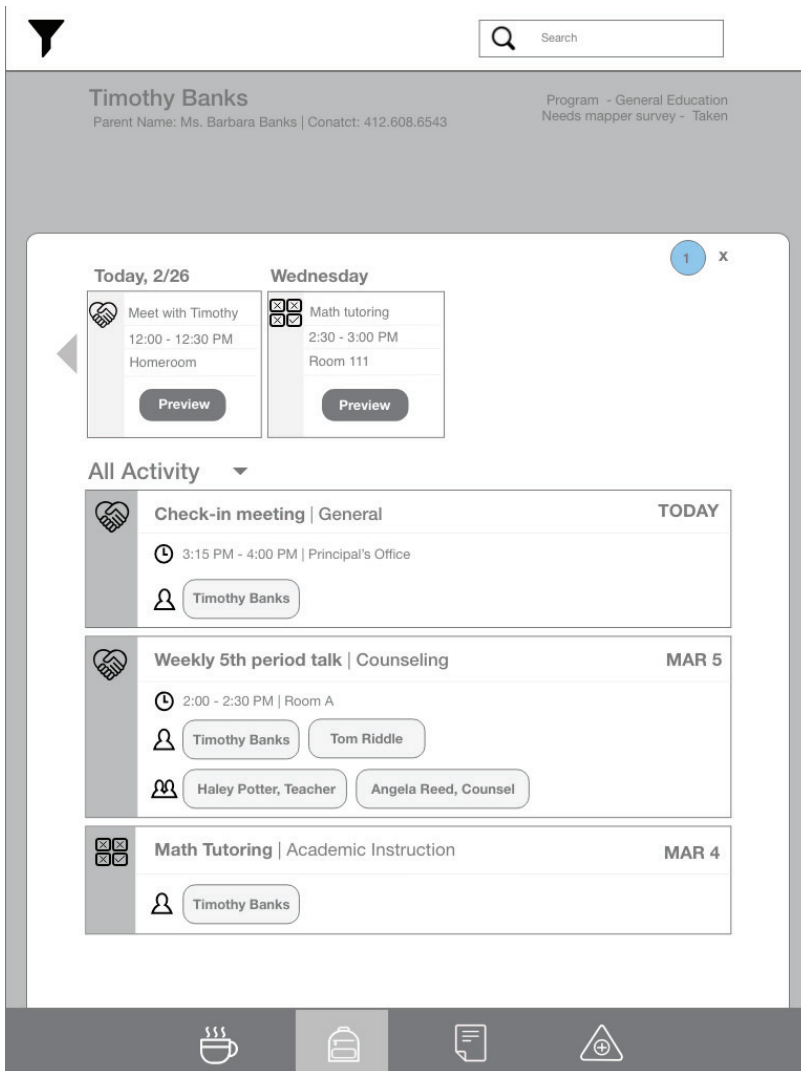 Search
Timothy Banks
Parent Name: Ms. Barbara Banks | Conatct: 412.608.6543
Program - General Education
Needs mapper survey - Taken
1
x
Today, 2/26
Meet with Timothy
12:00 - 12:30 PM
Homeroom
Preview
Wednesday
Math tutoring
2:30 - 3:00 PM
Room 111
Preview
All Activity
Check-in meeting | General
TODAY
3:15 PM - 4:00 PM | Principal's Office
Timothy Banks
Weekly 5th period talk | Counseling
MAR 5
2:00 - 2:30 PM | Room A
Timothy Banks
Tom Riddle
Haley Potter, Teacher
Angela Reed, Counsel
Math Tutoring | Academic Instruction
MAR 4
Timothy Banks